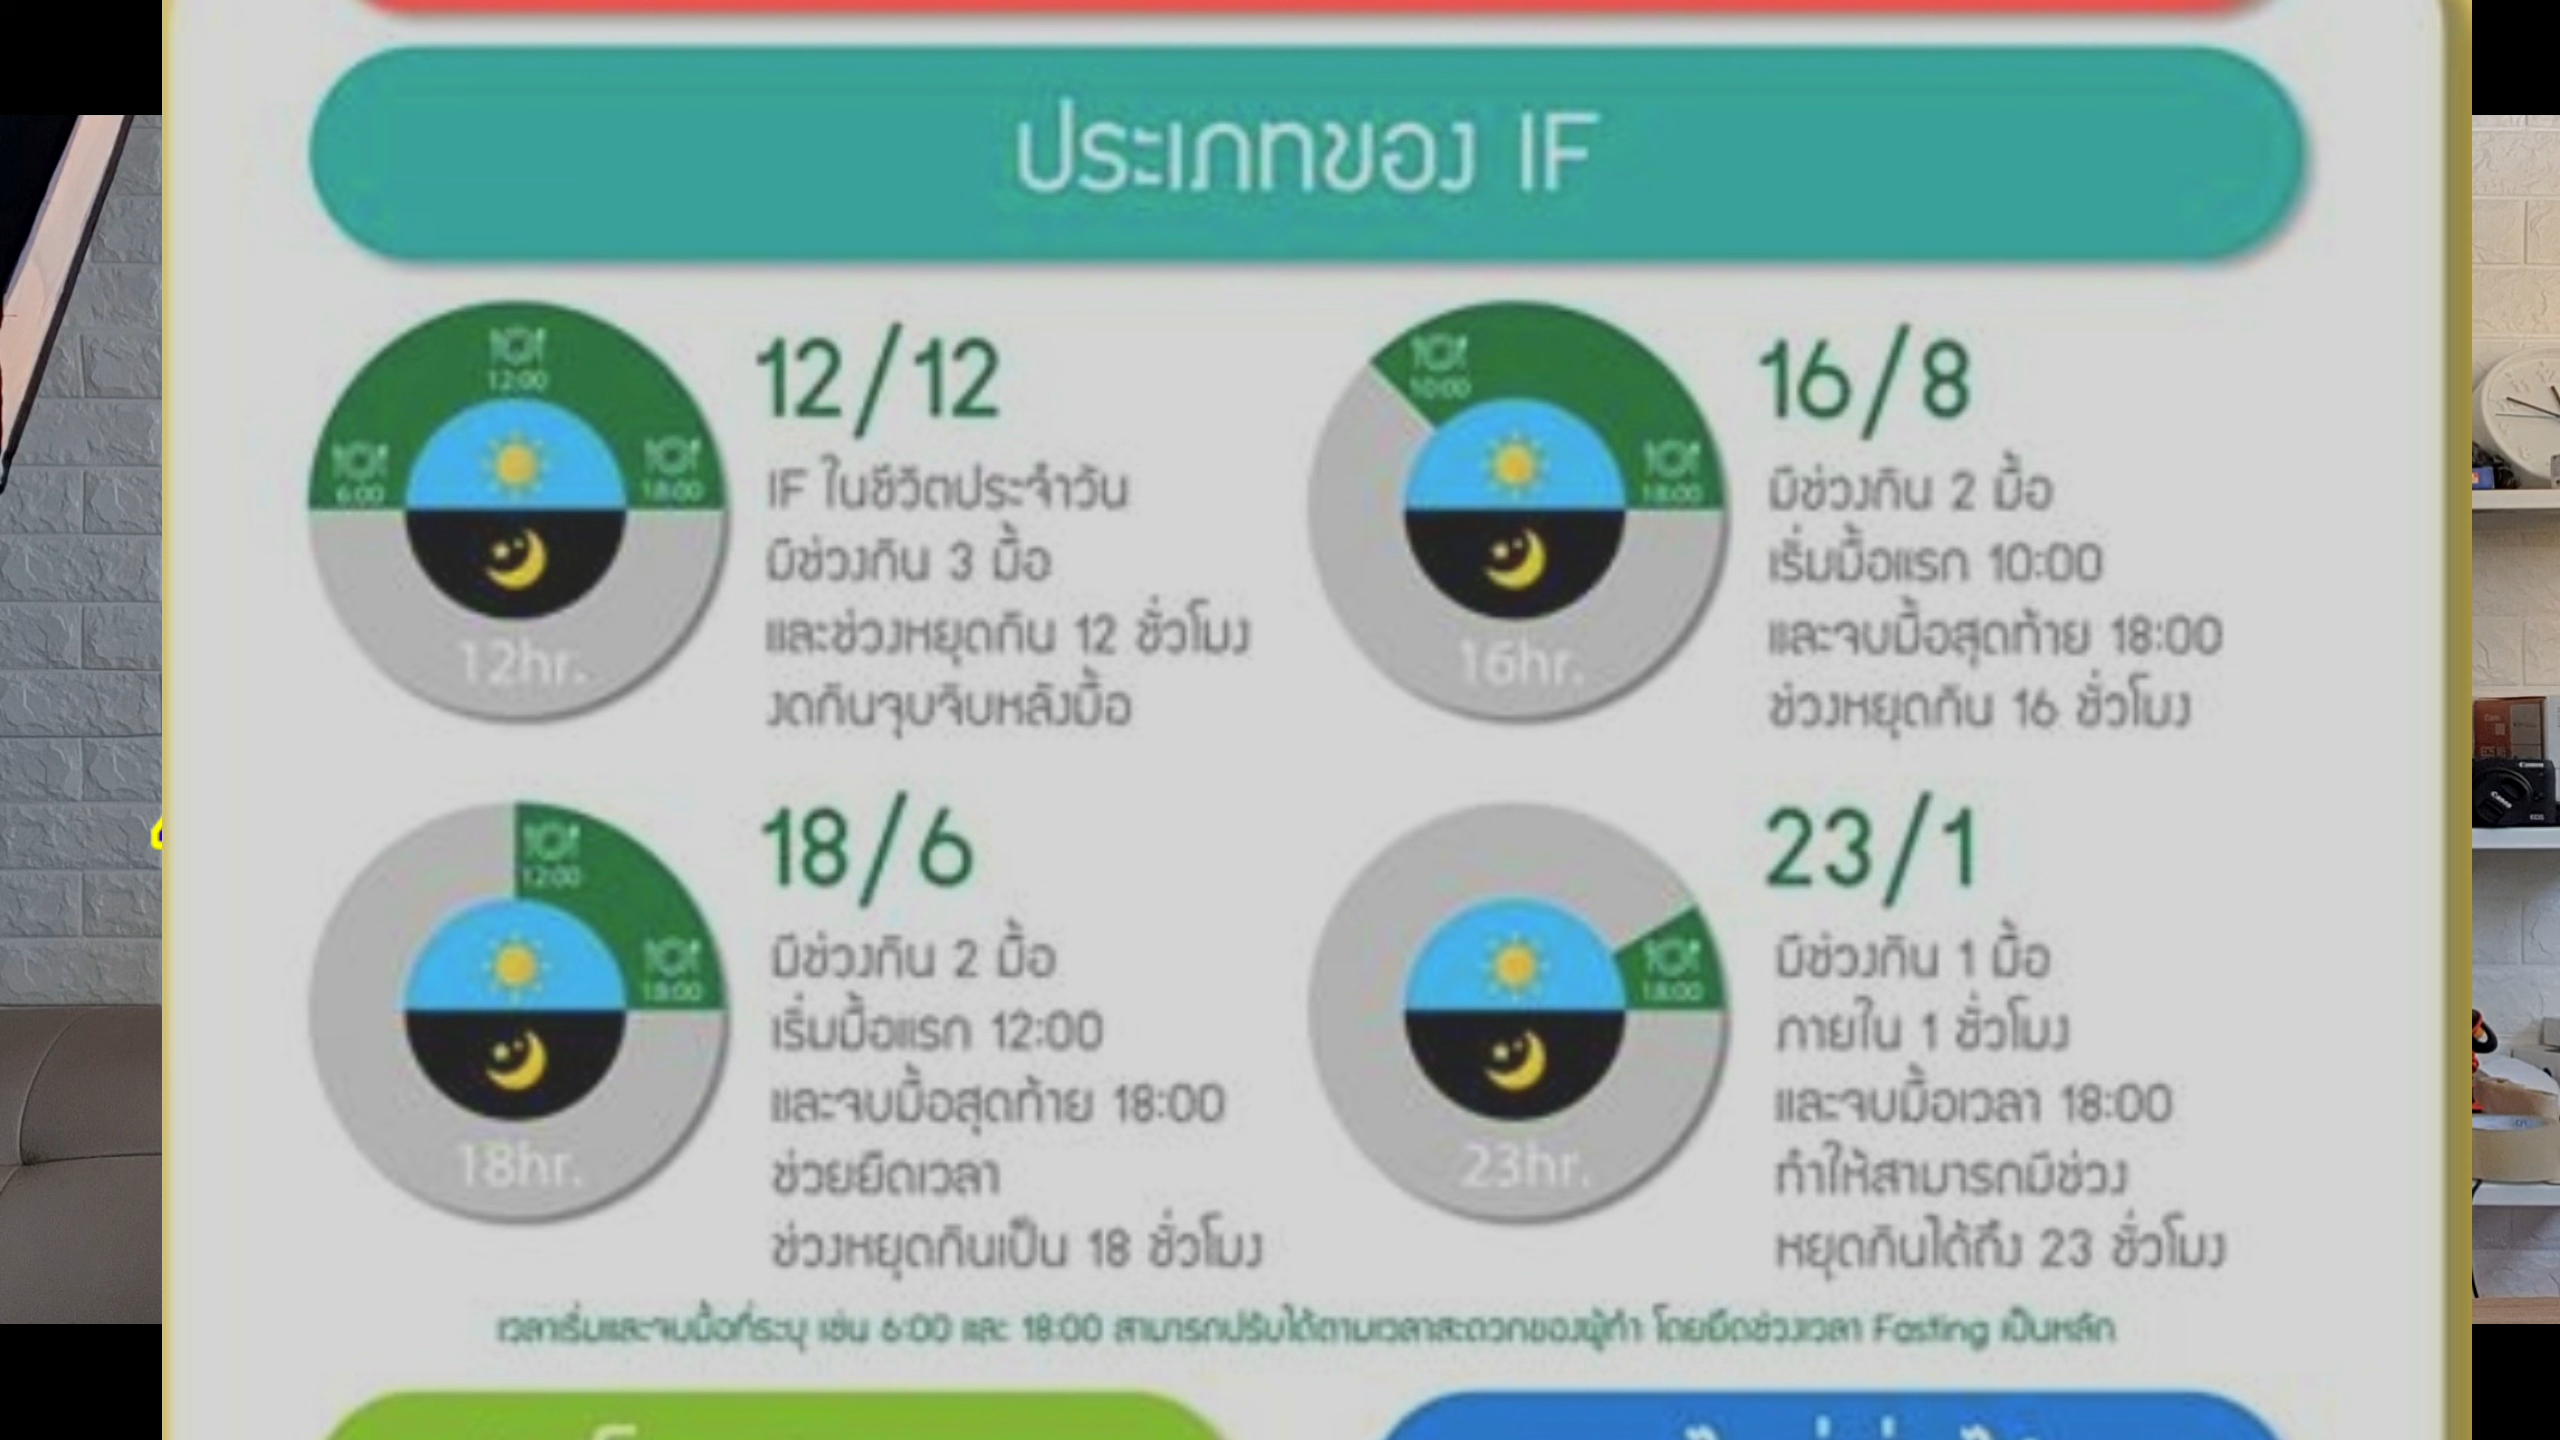 ประเภทของ IF
12:00
6:00
18:00
12hr.
12/12
IF ในชีวิตประจำวัน
มีช่วงกิน 3 มื้อ
และช่วงหยุดกิน 12 ชั่วโมง
งดกินจุบจิบหลังมื้อ
10:00
18:00
16hr.
16/8
มีช่วงกิน 2 มื้อ
เริ่มมื้อแรก 10:00
และจบมื้อสุดท้าย 18:00
ช่วงหยุดกิน 16 ชั่วโมง
12:00
18:00
18hr.
18/6
มีช่วงกิน 2 มื้อ
เริ่มมื้อแรก 12:00
และจบมื้อสุดท้าย 18:00
ช่วยยืดเวลา
ช่วงหยุดกินเป็น 18 ชั่วโมง
18:00
23hr.
23/1
มีช่วงกิน 1 มื้อ
ภายใน 1 ชั่วโมง
และจบมื้อเวลา 18:00
ทำให้สามารถมีช่วง
หยุดกินได้ถึง 23 ชั่วโมง
เวลาเริ่มและจบมื้อที่ระบุ เช่น 6:00 และ 18:00 สามารถปรับได้ตามเวลาสะดวกของผู้ทำ โดยยึดช่วงเวลา Fasting เป็นหลัก
Canon